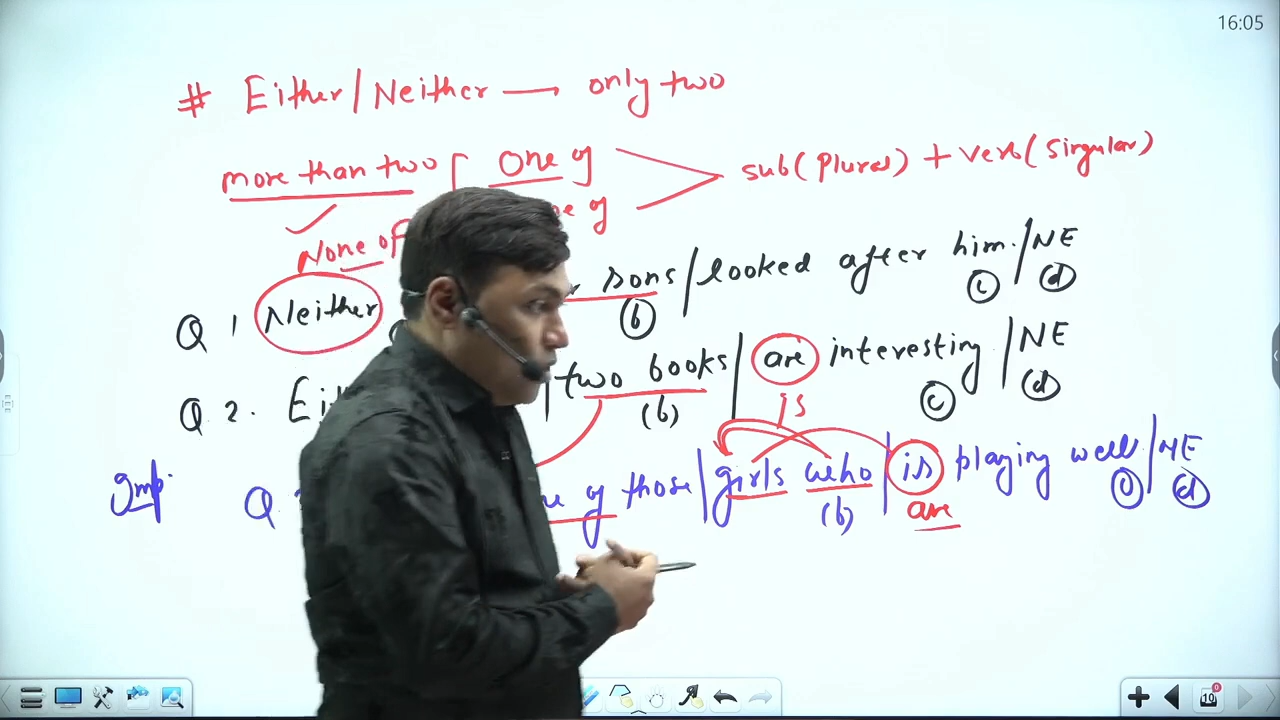 16:05
# Either/Neither → only two
more than two [ One of
sub(Plural) + verb(Singular)
None of
Q 1 Neither sons/looked after him./NE
(b) (c) (d)
Q 2. two books/are interesting/NE
(b) is (c) (d)
Imp. Q of those/girls who/is playing well/NE
(b) are (c) (d)
10